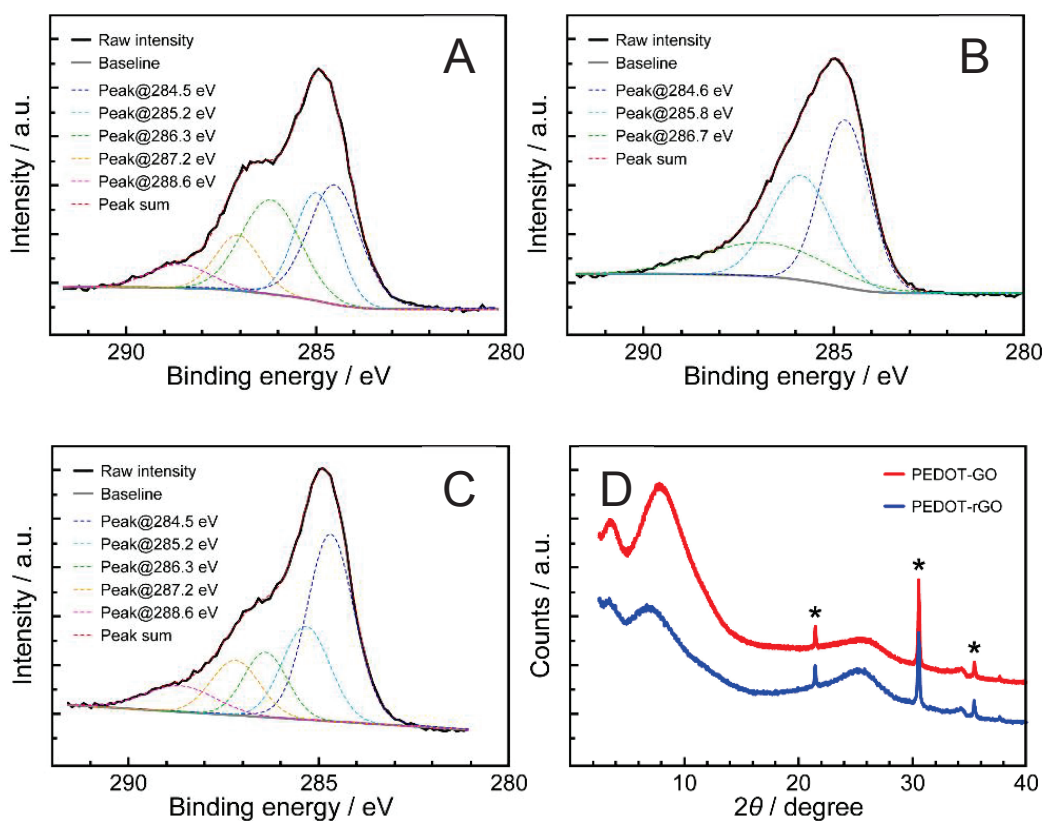 A
Raw intensity
Baseline
Peak@284.5 eV
Peak@285.2 eV
Peak@286.3 eV
Peak@287.2 eV
Peak@288.6 eV
Peak sum
Intensity / a.u.
290
285
280
Binding energy / eV
B
Raw intensity
Baseline
Peak@284.6 eV
Peak@285.8 eV
Peak@286.7 eV
Peak sum
Intensity / a.u.
290
285
280
Binding energy / eV
C
Raw intensity
Baseline
Peak@284.5 eV
Peak@285.2 eV
Peak@286.3 eV
Peak@287.2 eV
Peak@288.6 eV
Peak sum
Intensity / a.u.
290
285
280
Binding energy / eV
D
PEDOT-GO
PEDOT-rGO
*
*
*
Counts / a.u.
10
20
30
40
2θ / degree